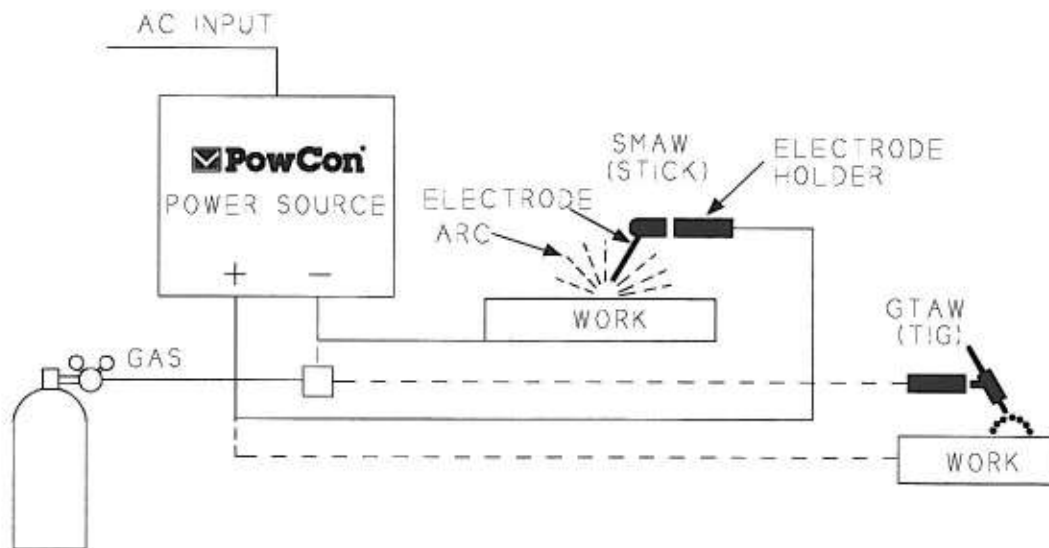 AC INPUT
PowCon®
POWER SOURCE
+ −
SMAW
(STICK)
ELECTRODE
HOLDER
ELECTRODE
ARC
WORK
GAS
GTAW
(TIG)
WORK